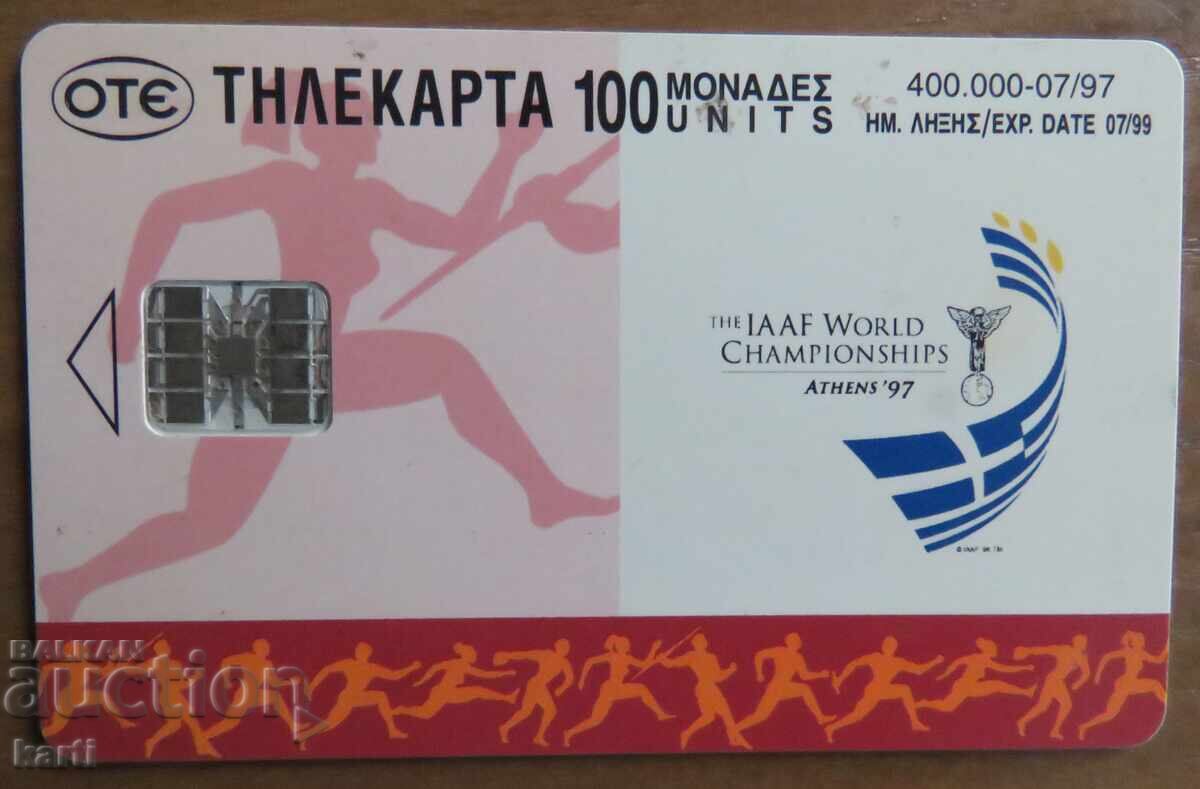 OTE ΤΗΛΕΚΑΡΤΑ 100 ΜΟΝΑΔΕΣ
UNITS
400.000-07/97
ΗΜ. ΛΗΞΗΣ/EXP. DATE 07/99
THE IAAF WORLD
CHAMPIONSHIPS
ATHENS '97
BALKAN
auction
karti